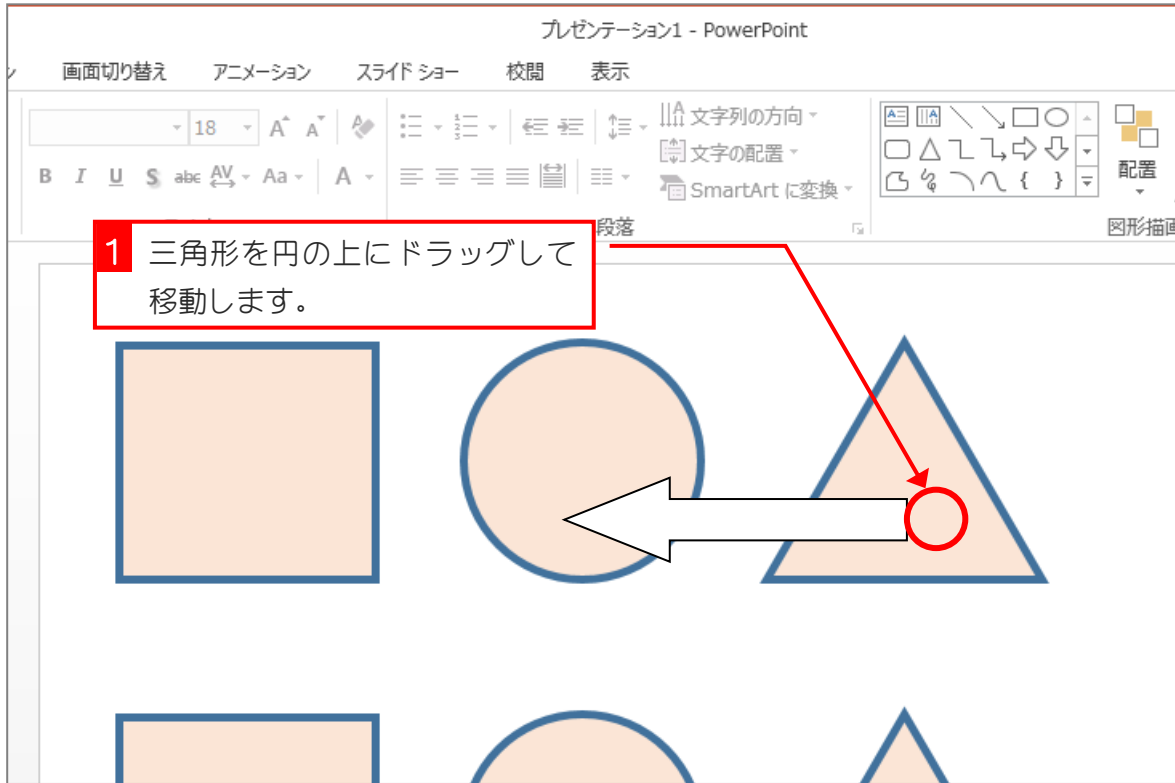 プレゼンテーション1 - PowerPoint
画面切り替え アニメーション スライド ショー 校閲 表示
18 A A
文字列の方向
文字の配置
SmartArt に変換
B I U S abc AV Aa A
配置
段落
図形描画
1 三角形を円の上にドラッグして
移動します。